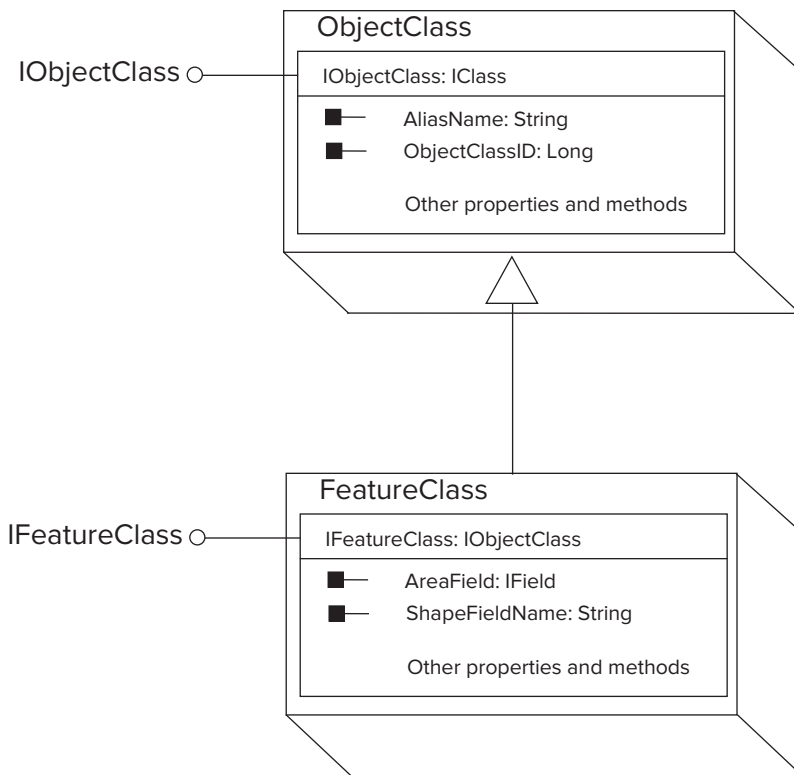 ObjectClass
IObjectClass
IObjectClass: IClass
AliasName: String
ObjectClassID: Long
Other properties and methods
FeatureClass
IFeatureClass
IFeatureClass: IObjectClass
AreaField: IField
ShapeFieldName: String
Other properties and methods